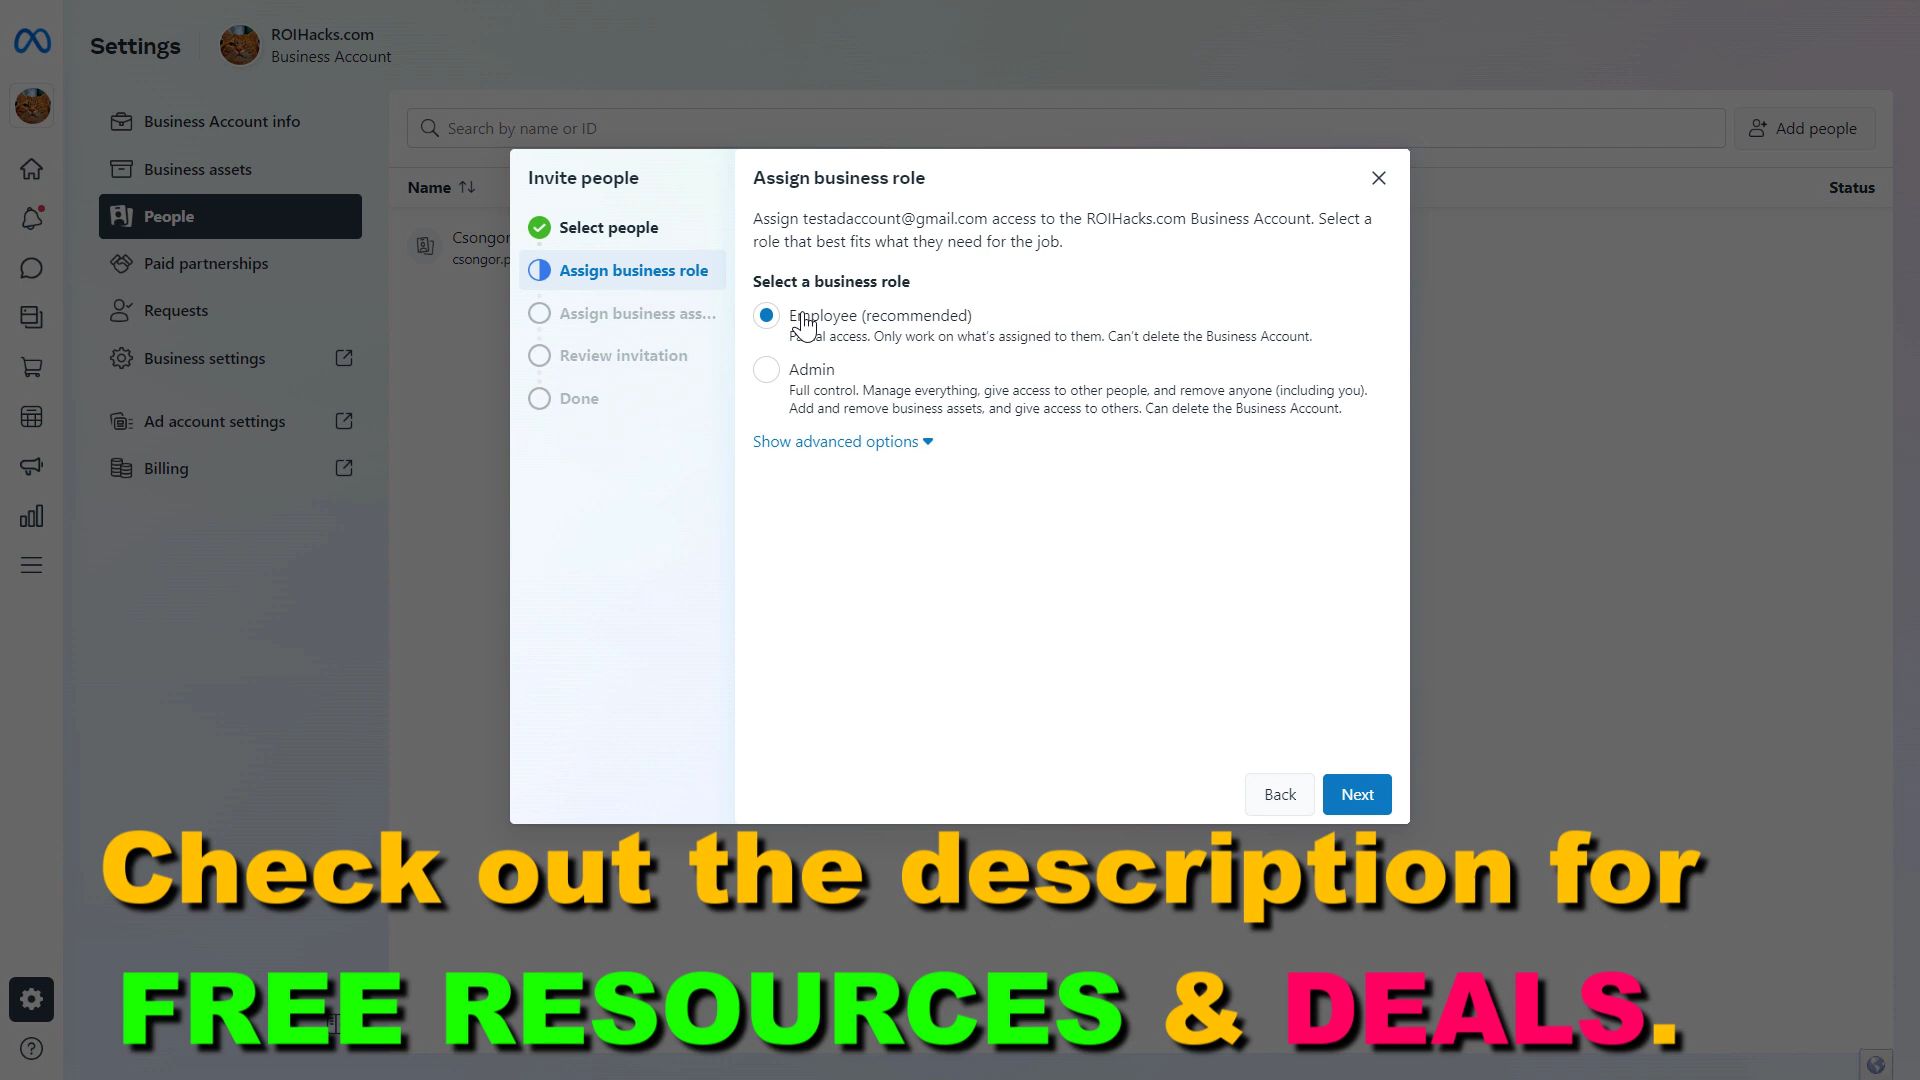 Settings
ROIHacks.com
Business Account
Business Account info
Business assets
People
Paid partnerships
Requests
Business settings
Ad account settings
Billing
Search by name or ID
Add people
Name
Status
Csongor
csongor.p
Invite people
Select people
Assign business role
Assign business ass...
Review invitation
Done
Assign business role
Assign testadaccount@gmail.com access to the ROIHacks.com Business Account. Select a
role that best fits what they need for the job.
Select a business role
Employee (recommended)
Partial access. Only work on what's assigned to them. Can't delete the Business Account.
Admin
Full control. Manage everything, give access to other people, and remove anyone (including you).
Add and remove business assets, and give access to others. Can delete the Business Account.
Show advanced options
Back
Next
Check out the description for
FREE RESOURCES & DEALS.